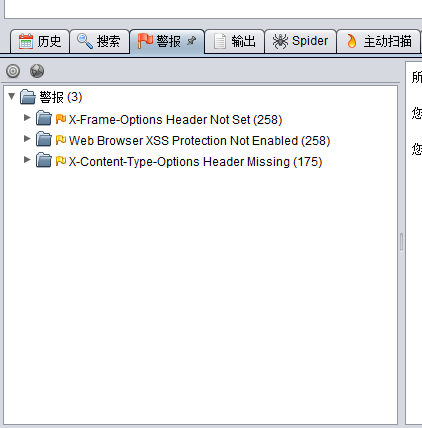 历史 搜索 警报 输出 Spider 主动扫描
警报 (3)
X-Frame-Options Header Not Set (258)
Web Browser XSS Protection Not Enabled (258)
X-Content-Type-Options Header Missing (175)
所
您
您